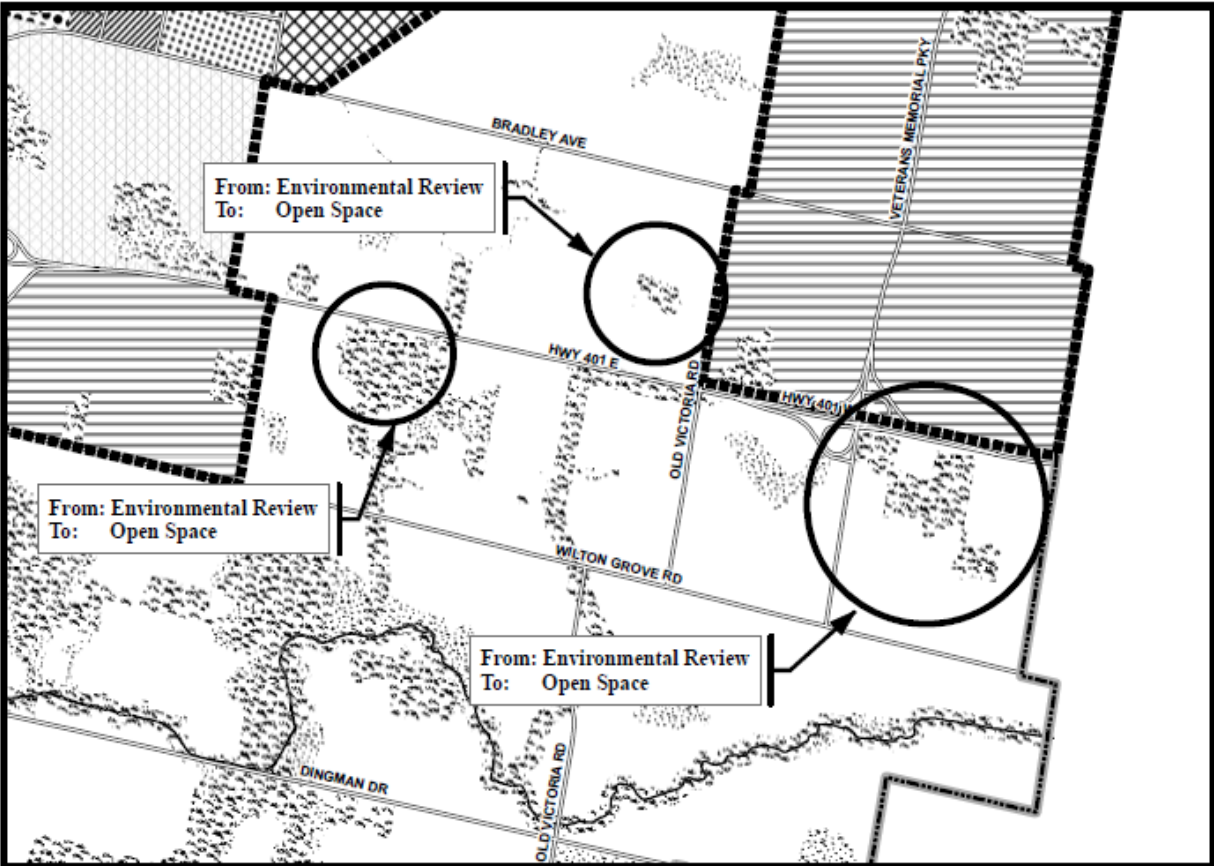 BRADLEY AVE
VETERANS MEMORIAL PKY
From: Environmental Review
To: Open Space
HWY 401 E
HWY 401
OLD VICTORIA RD
From: Environmental Review
To: Open Space
WILTON GROVE RD
From: Environmental Review
To: Open Space
DINGMAN DR
OLD VICTORIA RD